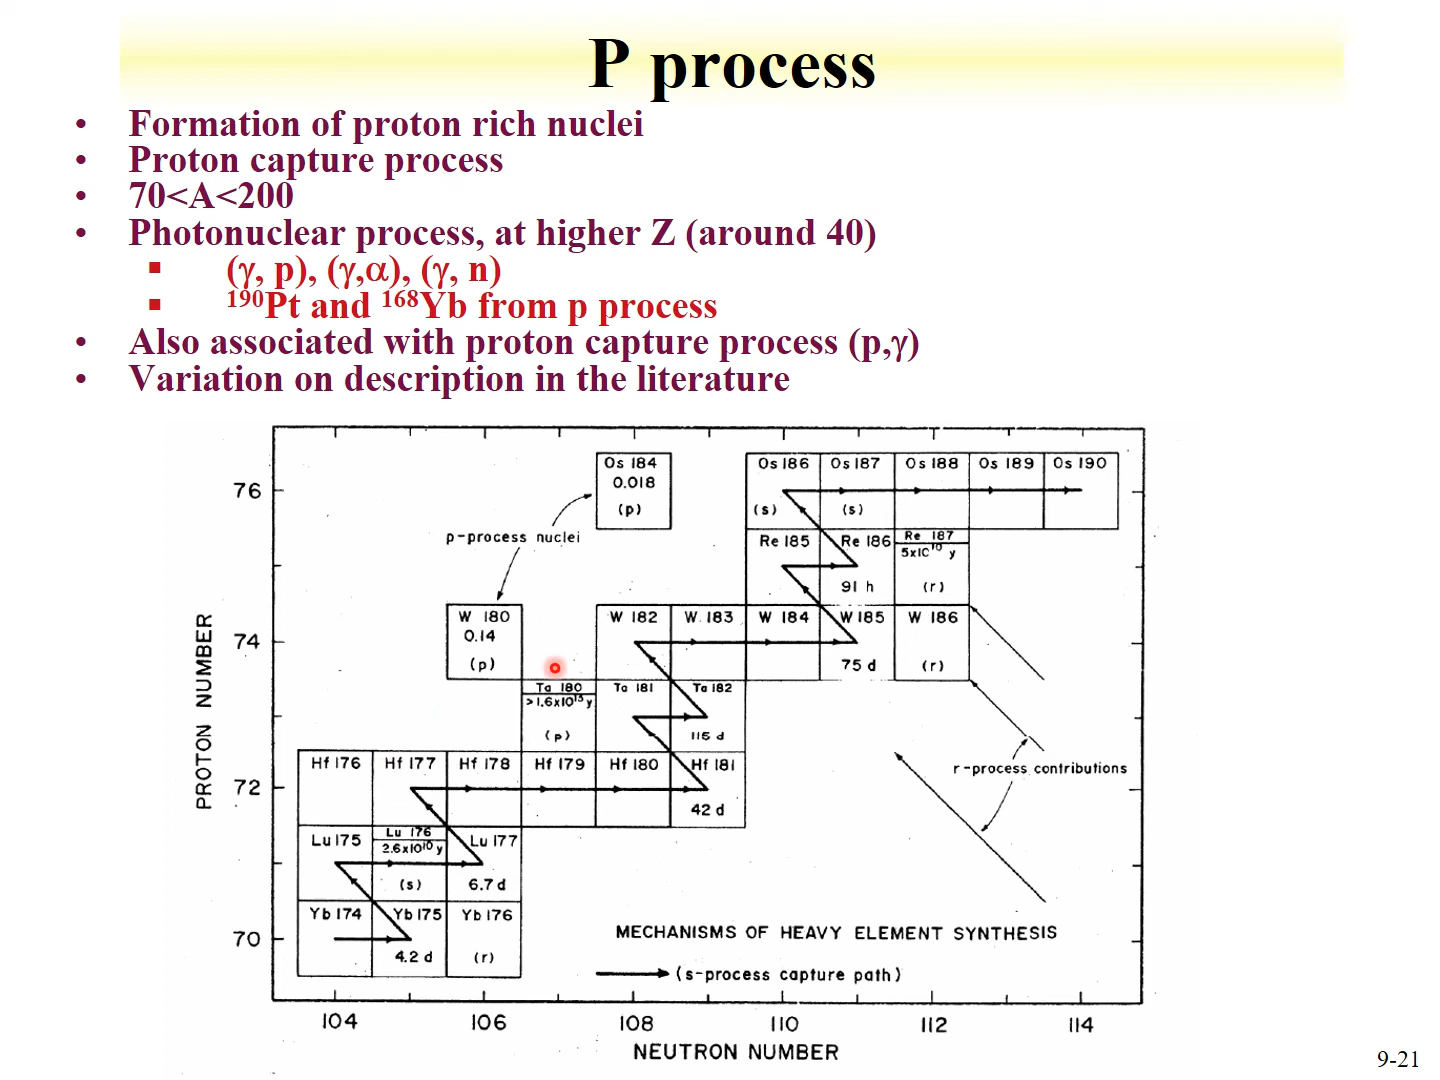 P process
• Formation of proton rich nuclei
• Proton capture process
• 70<A<200
• Photonuclear process, at higher Z (around 40)
▪ (γ, p), (γ,α), (γ, n)
▪ ¹⁹⁰Pt and ¹⁶⁸Yb from p process
• Also associated with proton capture process (p,γ)
• Variation on description in the literature
Os 184
0.018
(p)
Os 186 Os 187 Os 188 Os 189 Os 190
(s) (s)
76
p-process nuclei
Re 185 Re 186 Re 187
5x10¹⁰ y
91 h (r)
W 180
0.14
(p)
W 182 W 183 W 184 W 185 W 186
75 d (r)
74
Ta 180 Ta 181 Ta 182
>1.6x10¹³ y
(p) 115 d
Hf 176 Hf 177 Hf 178 Hf 179 Hf 180 Hf 181
42 d
72
r-process contributions
Lu 175 Lu 176 Lu 177
2.6x10¹⁰ y
(s) 6.7 d
Yb 174 Yb 175 Yb 176
4.2 d (r)
70
PROTON NUMBER
MECHANISMS OF HEAVY ELEMENT SYNTHESIS
(s-process capture path)
104 106 108 110 112 114
NEUTRON NUMBER
9-21